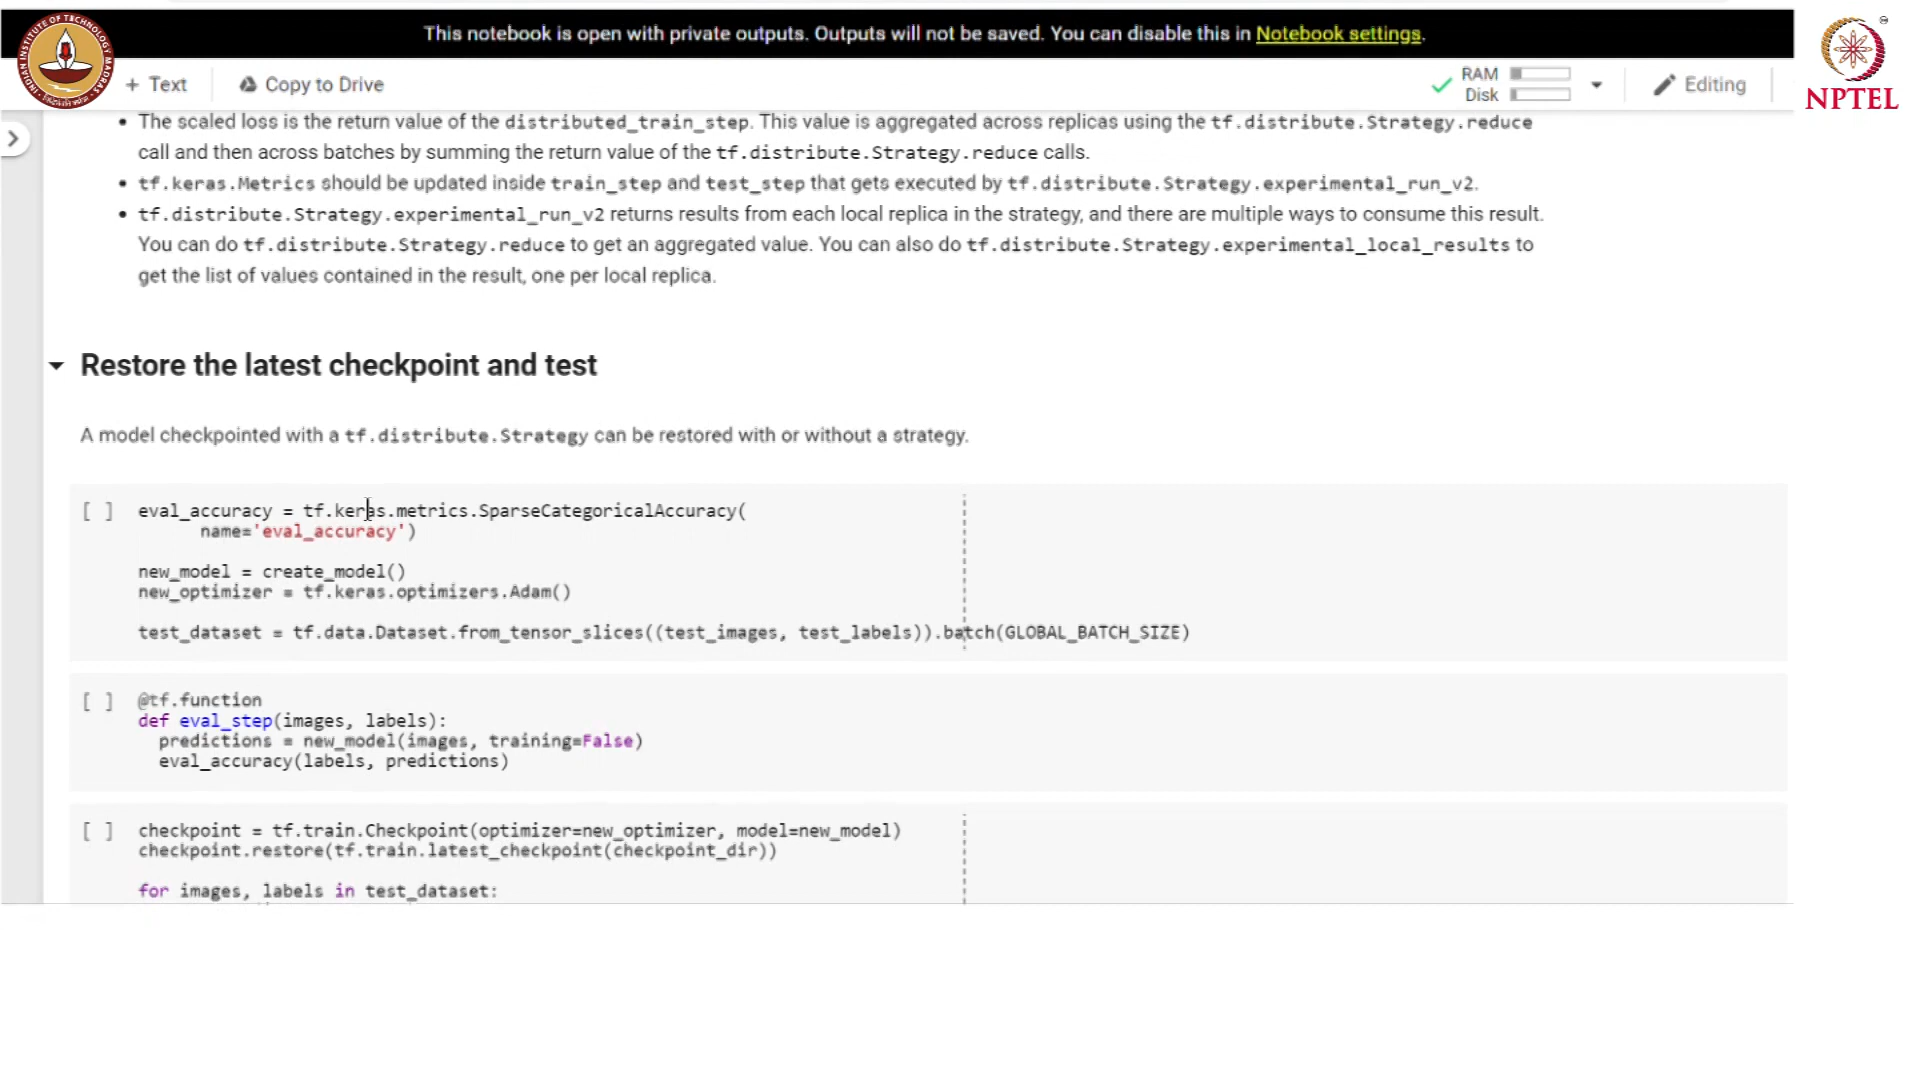 This notebook is open with private outputs. Outputs will not be saved. You can disable this in Notebook settings.
INDIAN INSTITUTE OF TECHNOLOGY MADRAS
+ Text Copy to Drive
RAM
Disk
Editing
NPTEL
• The scaled loss is the return value of the distributed_train_step. This value is aggregated across replicas using the tf.distribute.Strategy.reduce
call and then across batches by summing the return value of the tf.distribute.Strategy.reduce calls.
• tf.keras.Metrics should be updated inside train_step and test_step that gets executed by tf.distribute.Strategy.experimental_run_v2.
• tf.distribute.Strategy.experimental_run_v2 returns results from each local replica in the strategy, and there are multiple ways to consume this result.
You can do tf.distribute.Strategy.reduce to get an aggregated value. You can also do tf.distribute.Strategy.experimental_local_results to
get the list of values contained in the result, one per local replica.
Restore the latest checkpoint and test
A model checkpointed with a tf.distribute.Strategy can be restored with or without a strategy.
[ ] eval_accuracy = tf.keras.metrics.SparseCategoricalAccuracy(
name='eval_accuracy')
new_model = create_model()
new_optimizer = tf.keras.optimizers.Adam()
test_dataset = tf.data.Dataset.from_tensor_slices((test_images, test_labels)).batch(GLOBAL_BATCH_SIZE)
[ ] @tf.function
def eval_step(images, labels):
predictions = new_model(images, training=False)
eval_accuracy(labels, predictions)
[ ] checkpoint = tf.train.Checkpoint(optimizer=new_optimizer, model=new_model)
checkpoint.restore(tf.train.latest_checkpoint(checkpoint_dir))
for images, labels in test_dataset: